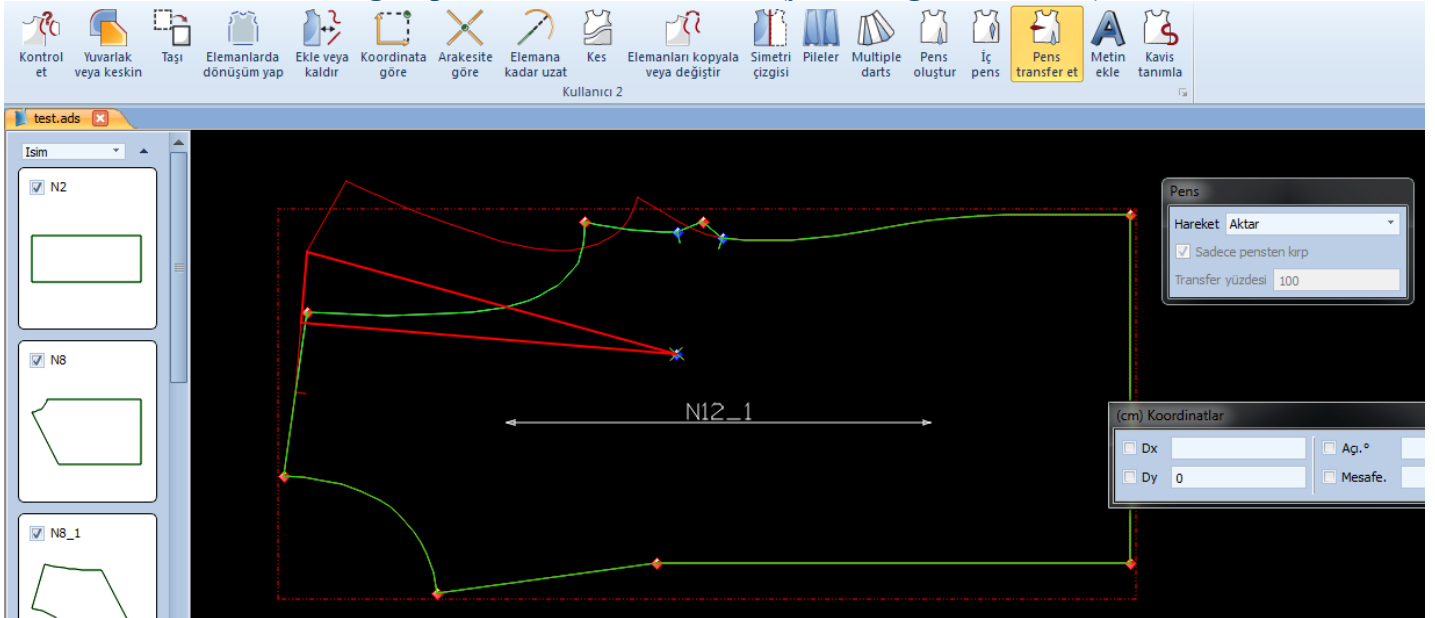 Kontrol et
Yuvarlak veya keskin
Taşı
Elemanlarda dönüşüm yap
Ekle veya kaldır
Koordinata göre
Arakesite göre
Elemana kadar uzat
Kes
Elemanları kopyala veya değiştir
Simetri çizgisi
Pileler
Multiple darts
Pens oluştur
İç pens
Pens transfer et
Metin ekle
Kavis tanımla
Kullanıcı 2
test.ads
Isim
N2
N8
N8_1
N12_1
Pens
Hareket Aktar
Sadece pensten kırp
Transfer yüzdesi 100
(cm) Koordinatlar
Dx
Açı.°
Dy 0
Mesafe.